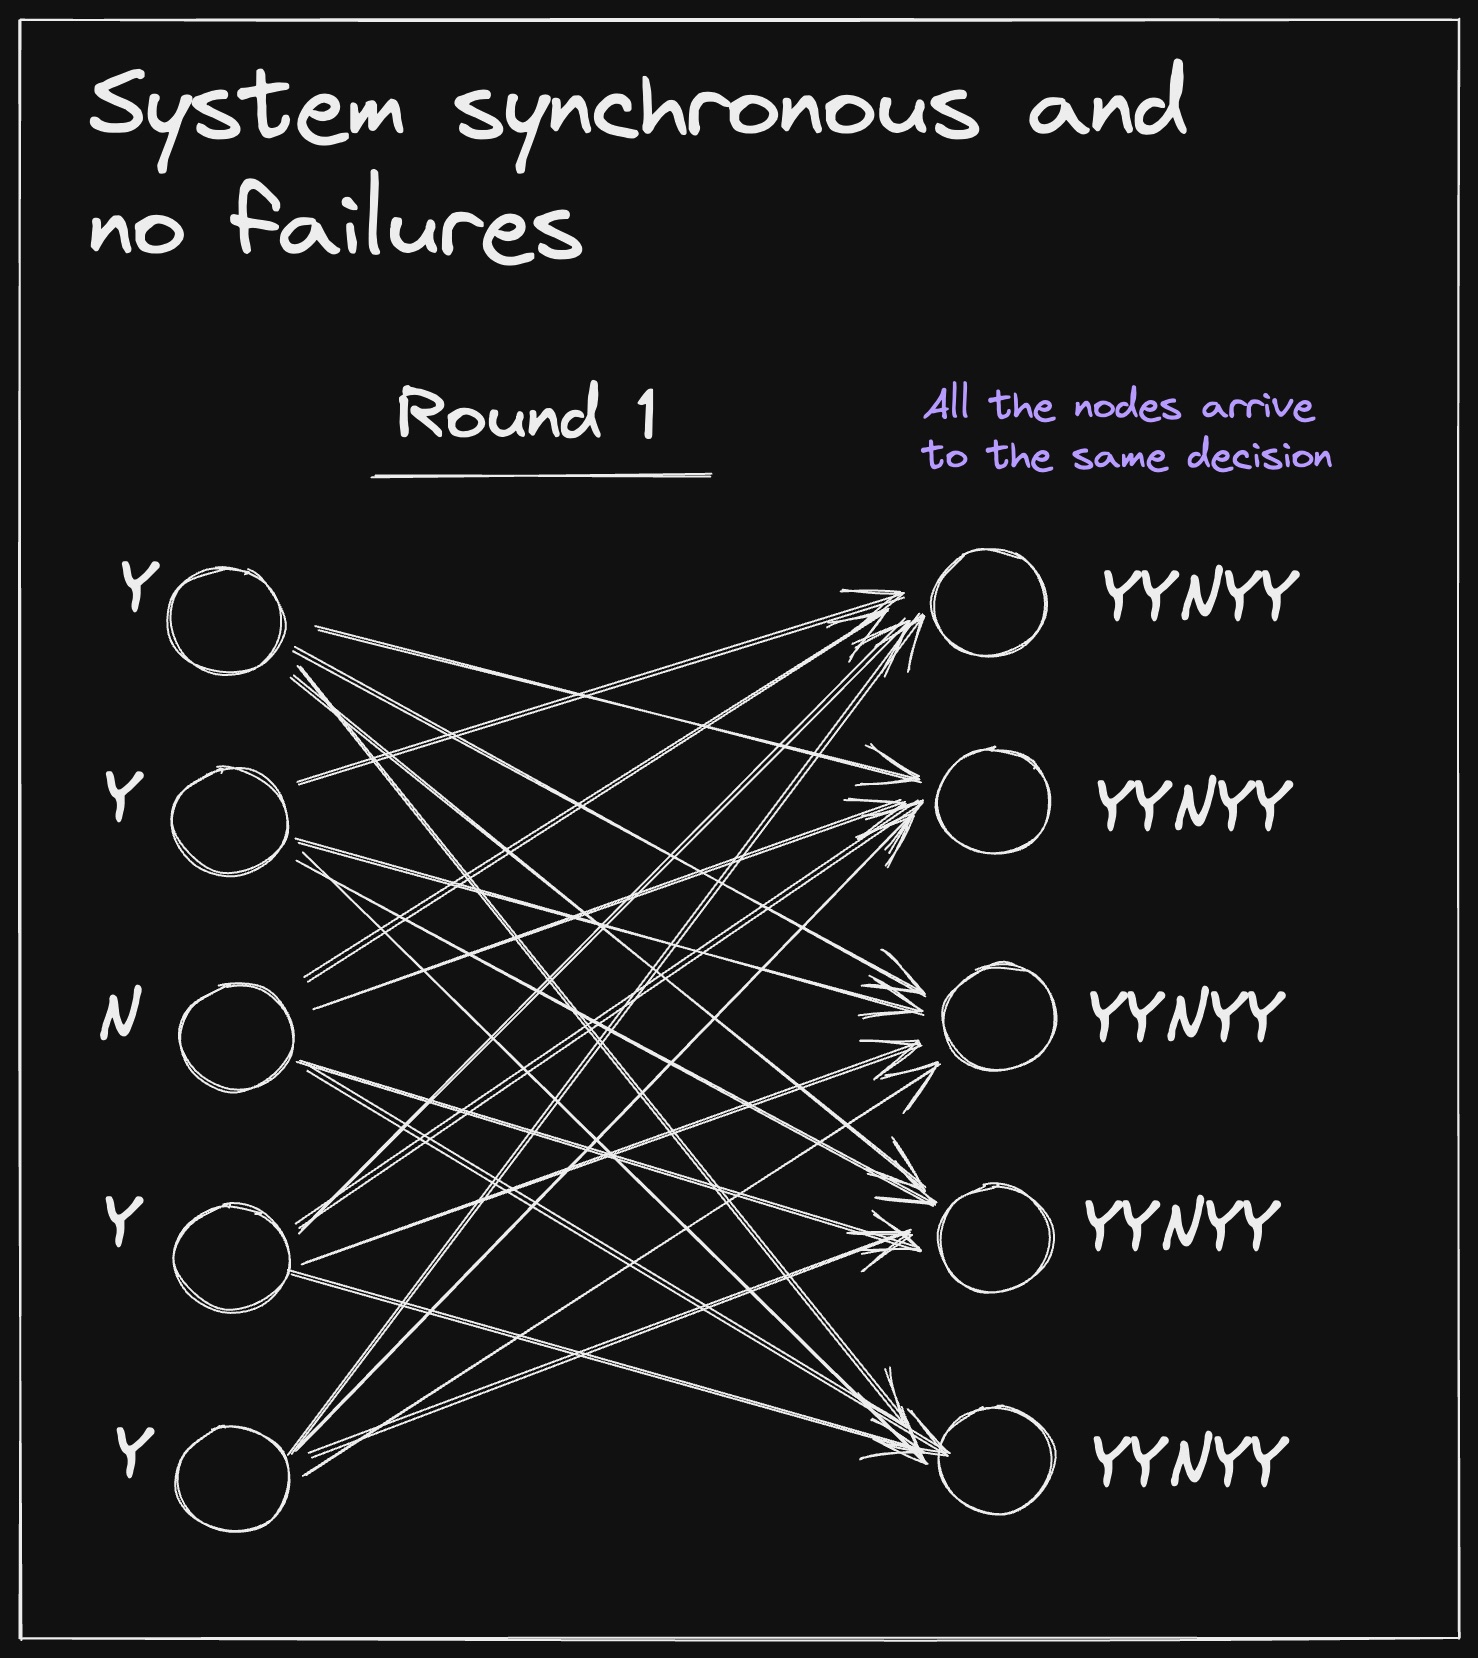 System synchronous and
no failures
Round 1
All the nodes arrive
to the same decision
Y
YYNYY
Y
YYNYY
N
YYNYY
Y
YYNYY
Y
YYNYY